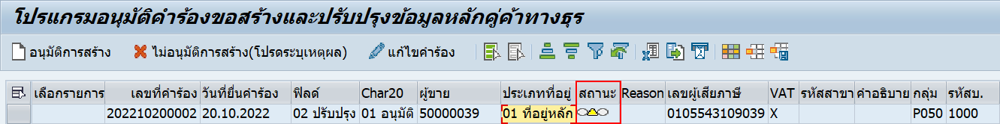 โปรแกรมอนุมัติคำร้องขอสร้างและปรับปรุงข้อมูลหลักคู่ค้าทางธุร
อนุมัติการสร้าง ไม่อนุมัติการสร้าง(โปรดระบุเหตุผล) แก้ไขคำร้อง
เลือกรายการ เลขที่คำร้อง วันที่ยื่นคำร้อง ฟิลด์ Char20 ผู้ขาย ประเภทที่อยู่ สถานะ Reason เลขผู้เสียภาษี VAT รหัสสาขา คำอธิบาย กลุ่ม รหัสบ.
202210200002 20.10.2022 02 ปรับปรุง 01 อนุมัติ 50000039 01 ที่อยู่หลัก 0105543109039 X P050 1000